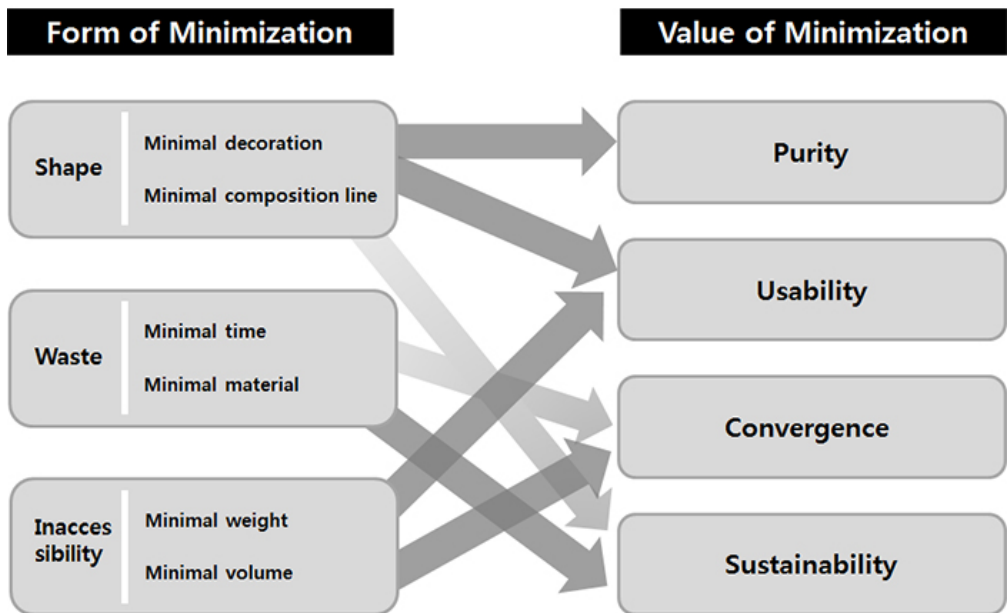 Form of Minimization
Value of Minimization
Shape
Minimal decoration
Minimal composition line
Waste
Minimal time
Minimal material
Inacces
sibility
Minimal weight
Minimal volume
Purity
Usability
Convergence
Sustainability